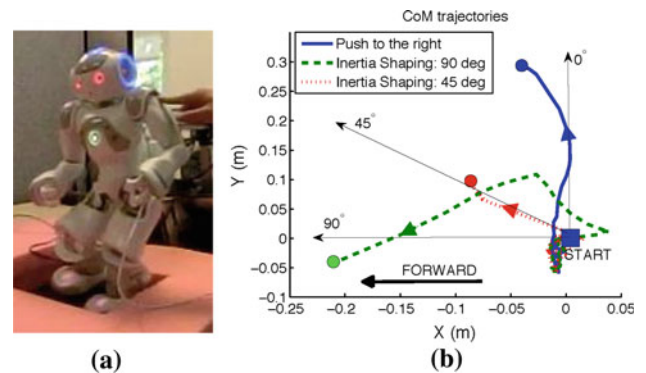 CoM trajectories
Push to the right
Inertia Shaping: 90 deg
Inertia Shaping: 45 deg
0°
45°
90°
START
FORWARD
Y (m)
0.3
0.25
0.2
0.15
0.1
0.05
0
-0.05
-0.1
-0.25
-0.2
-0.15
-0.1
-0.05
0
0.05
X (m)
(a)
(b)